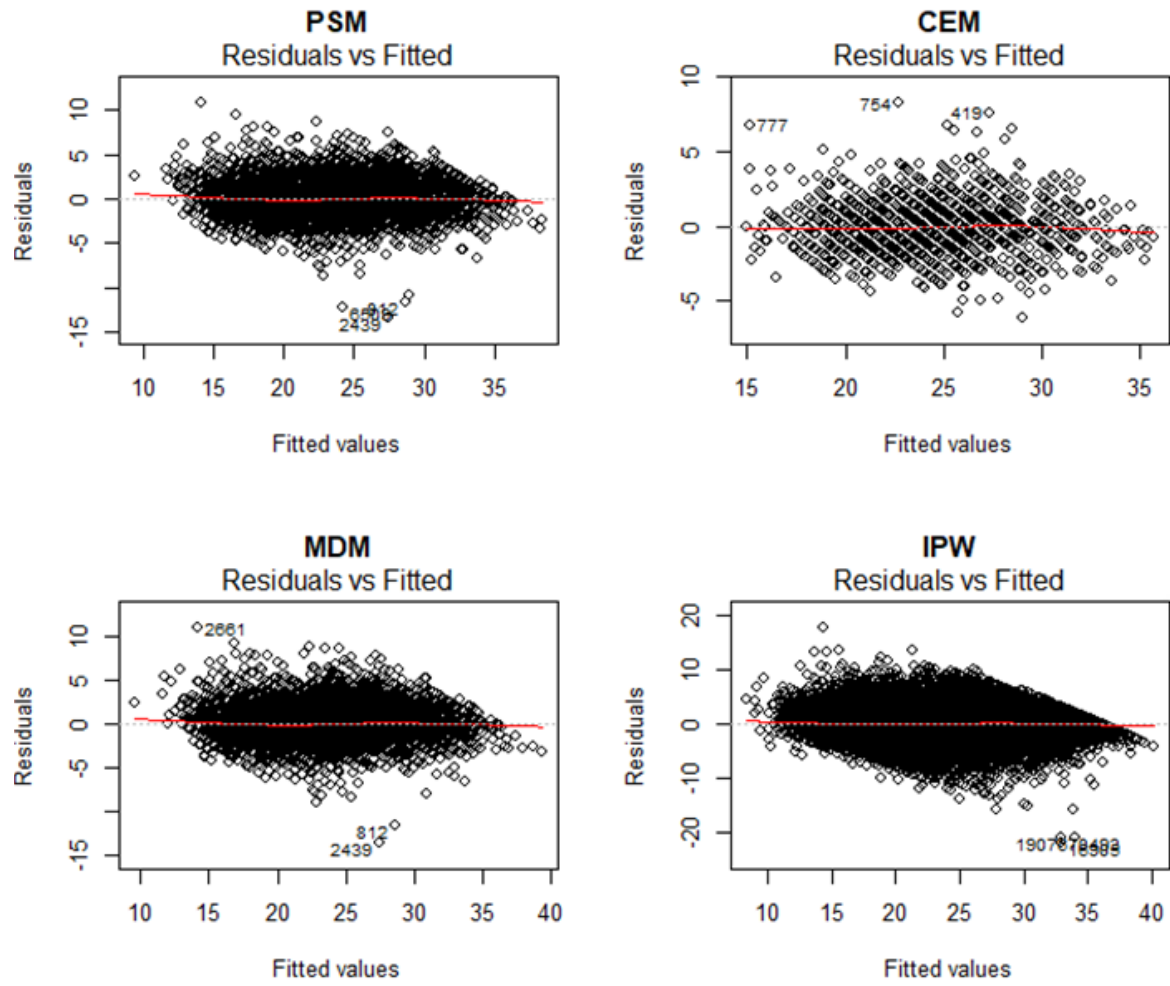 PSM
Residuals vs Fitted
Residuals
10
5
0
-5
-15
812
2439
10 15 20 25 30 35
Fitted values
CEM
Residuals vs Fitted
Residuals
10
5
0
-5
777
754
419
15 20 25 30 35
Fitted values
MDM
Residuals vs Fitted
Residuals
10
5
0
-5
-15
2661
812
2439
10 15 20 25 30 35 40
Fitted values
IPW
Residuals vs Fitted
Residuals
20
10
0
-10
-20
10 15 20 25 30 35 40
Fitted values